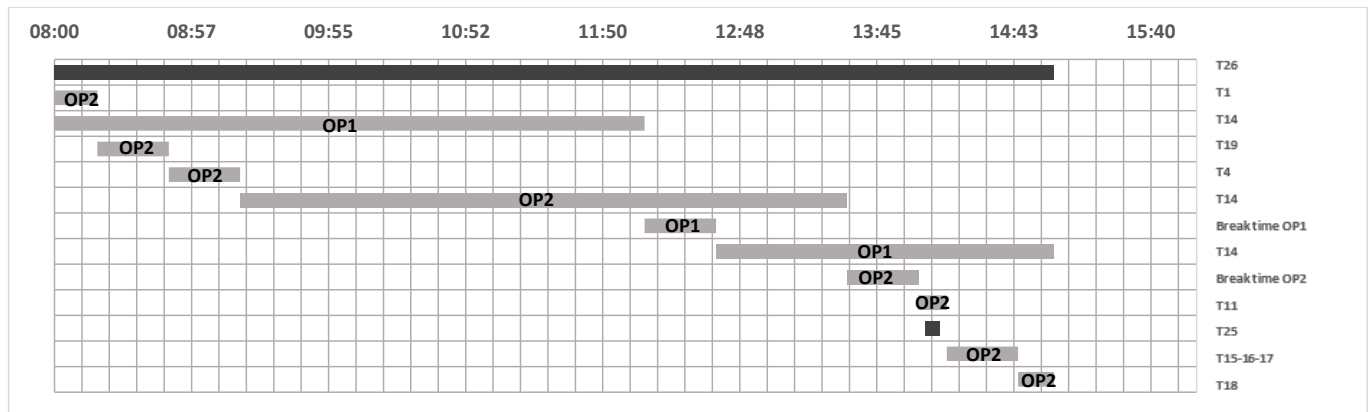 08:00 08:57 09:55 10:52 11:50 12:48 13:45 14:43 15:40
T26
OP2 T1
OP1 T14
OP2 T19
OP2 T4
OP2 T14
OP1 Breaktime OP1
OP1 T14
OP2 Breaktime OP2
OP2 T11
T25
OP2 T15-16-17
OP2 T18